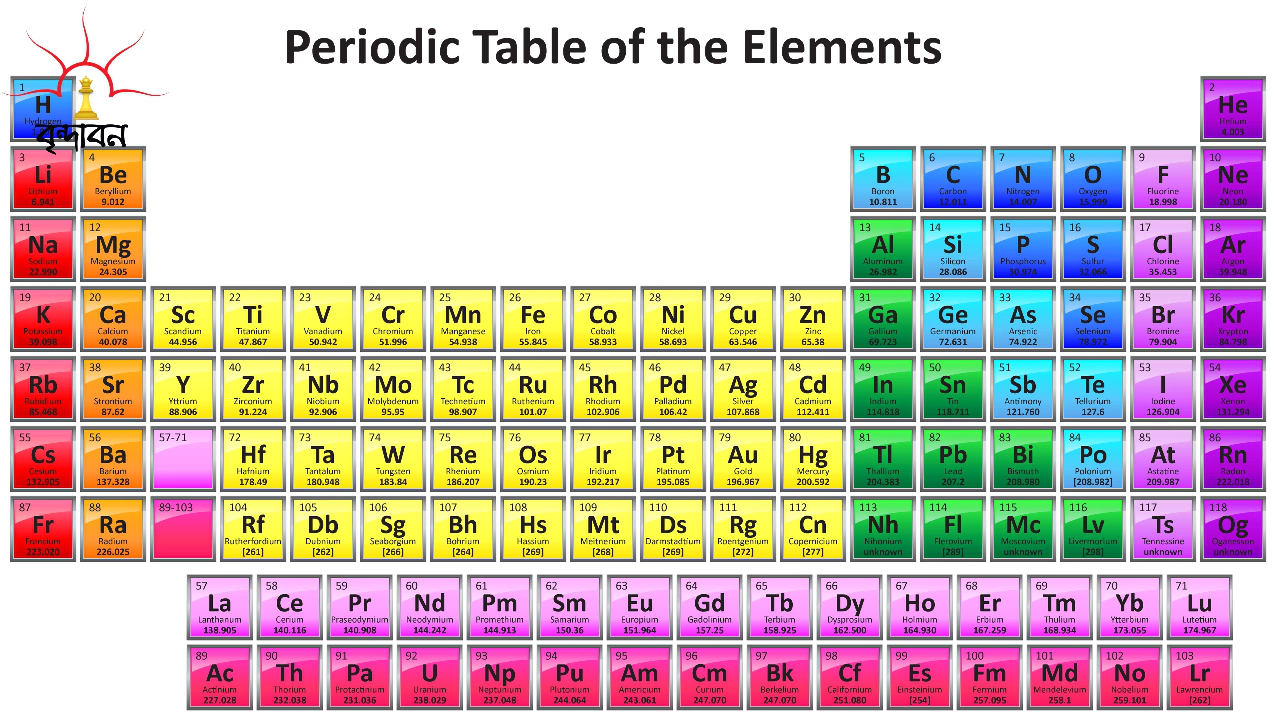 Periodic Table of the Elements
বৃন্দাবন
1 2
H He
Hydrogen Helium
4.003
3 4 5 6 7 8 9 10
Li Be B C N O F Ne
Lithium Beryllium Boron Carbon Nitrogen Oxygen Fluorine Neon
6.941 9.012 10.811 12.011 14.007 15.999 18.998 20.180
11 12 13 14 15 16 17 18
Na Mg Al Si P S Cl Ar
Sodium Magnesium Aluminum Silicon Phosphorus Sulfur Chlorine Argon
22.990 24.305 26.982 28.086 30.974 32.066 35.453 39.948
19 20 21 22 23 24 25 26 27 28 29 30 31 32 33 34 35 36
K Ca Sc Ti V Cr Mn Fe Co Ni Cu Zn Ga Ge As Se Br Kr
Potassium Calcium Scandium Titanium Vanadium Chromium Manganese Iron Cobalt Nickel Copper Zinc Gallium Germanium Arsenic Selenium Bromine Krypton
39.098 40.078 44.956 47.867 50.942 51.996 54.938 55.845 58.933 58.693 63.546 65.38 69.723 72.631 74.922 78.972 79.904 84.798
37 38 39 40 41 42 43 44 45 46 47 48 49 50 51 52 53 54
Rb Sr Y Zr Nb Mo Tc Ru Rh Pd Ag Cd In Sn Sb Te I Xe
Rubidium Strontium Yttrium Zirconium Niobium Molybdenum Technetium Ruthenium Rhodium Palladium Silver Cadmium Indium Tin Antimony Tellurium Iodine Xenon
85.468 87.62 88.906 91.224 92.906 95.95 98.907 101.07 102.906 106.42 107.868 112.411 114.818 118.711 121.760 127.6 126.904 131.294
55 56 57-71 72 73 74 75 76 77 78 79 80 81 82 83 84 85 86
Cs Ba Hf Ta W Re Os Ir Pt Au Hg Tl Pb Bi Po At Rn
Cesium Barium Hafnium Tantalum Tungsten Rhenium Osmium Iridium Platinum Gold Mercury Thallium Lead Bismuth Polonium Astatine Radon
132.905 137.328 178.49 180.948 183.84 186.207 190.23 192.217 195.085 196.967 200.592 204.383 207.2 208.980 [208.982] 209.987 222.018
87 88 89-103 104 105 106 107 108 109 110 111 112 113 114 115 116 117 118
Fr Ra Rf Db Sg Bh Hs Mt Ds Rg Cn Nh Fl Mc Lv Ts Og
Francium Radium Rutherfordium Dubnium Seaborgium Bohrium Hassium Meitnerium Darmstadtium Roentgenium Copernicium Nihonium Flerovium Moscovium Livermorium Tennessine Oganesson
223.020 226.025 [261] [262] [266] [264] [269] [268] [269] [272] [277] unknown [289] unknown [298] unknown unknown
57 58 59 60 61 62 63 64 65 66 67 68 69 70 71
La Ce Pr Nd Pm Sm Eu Gd Tb Dy Ho Er Tm Yb Lu
Lanthanum Cerium Praseodymium Neodymium Promethium Samarium Europium Gadolinium Terbium Dysprosium Holmium Erbium Thulium Ytterbium Lutetium
138.905 140.116 140.908 144.242 144.913 150.36 151.964 157.25 158.925 162.500 164.930 167.259 168.934 173.055 174.967
89 90 91 92 93 94 95 96 97 98 99 100 101 102 103
Ac Th Pa U Np Pu Am Cm Bk Cf Es Fm Md No Lr
Actinium Thorium Protactinium Uranium Neptunium Plutonium Americium Curium Berkelium Californium Einsteinium Fermium Mendelevium Nobelium Lawrencium
227.028 232.038 231.036 238.029 237.048 244.064 243.061 247.070 247.070 251.080 [254] 257.095 258.1 259.101 [262]